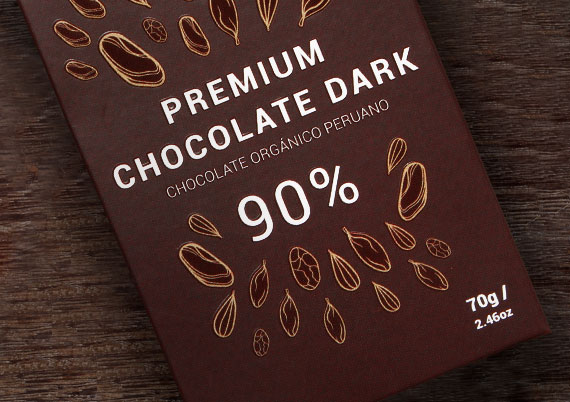 PREMIUM
CHOCOLATE DARK
CHOCOLATE ORGÁNICO PERUANO
90%
70g /
2.46oz